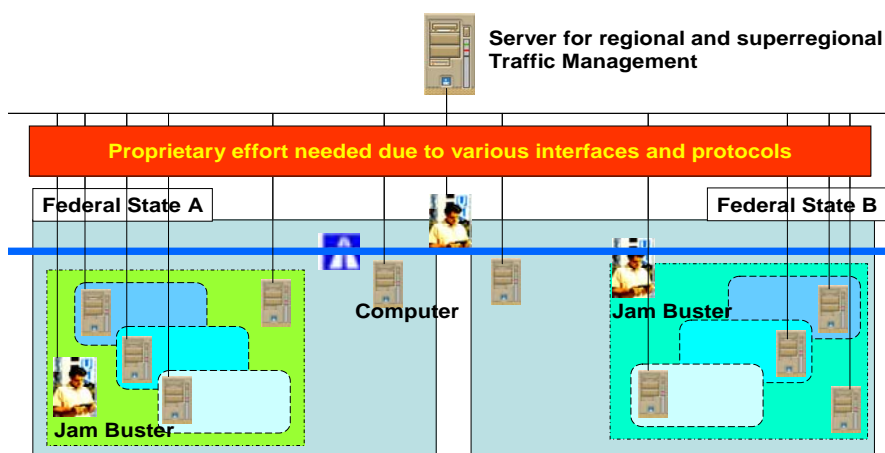 Server for regional and superregional
Traffic Management
Proprietary effort needed due to various interfaces and protocols
Federal State A
Federal State B
Computer
Jam Buster
Jam Buster